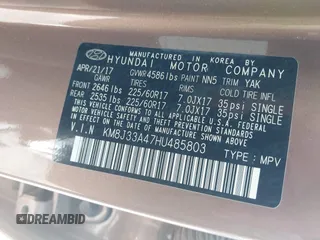 MANUFACTURED IN KOREA BY
HYUNDAI MOTOR COMPANY
APR/21/17 GVWR 4586 lbs PAINT NN5 TRIM YAK
GAWR TIRES RIMS COLD TIRE INF
FRONT 2646 lbs 225/60R17 7.0JX17 35psi SINGLE
REAR 2535 lbs 225/60R17 7.0JX17 35psi SINGLE
THIS VEHICLE CONFORMS TO ALL APPLICABLE
U.S.A. FEDERAL MOTOR VEHICLE SAFETY AND
THEFT PREVENTION STANDARDS IN EFFECT ON
THE DATE OF MANUFACTURE SHOWN ABOVE.
V.I.N KM8J33A47HU485803 TYPE: MPV
DREAMBID